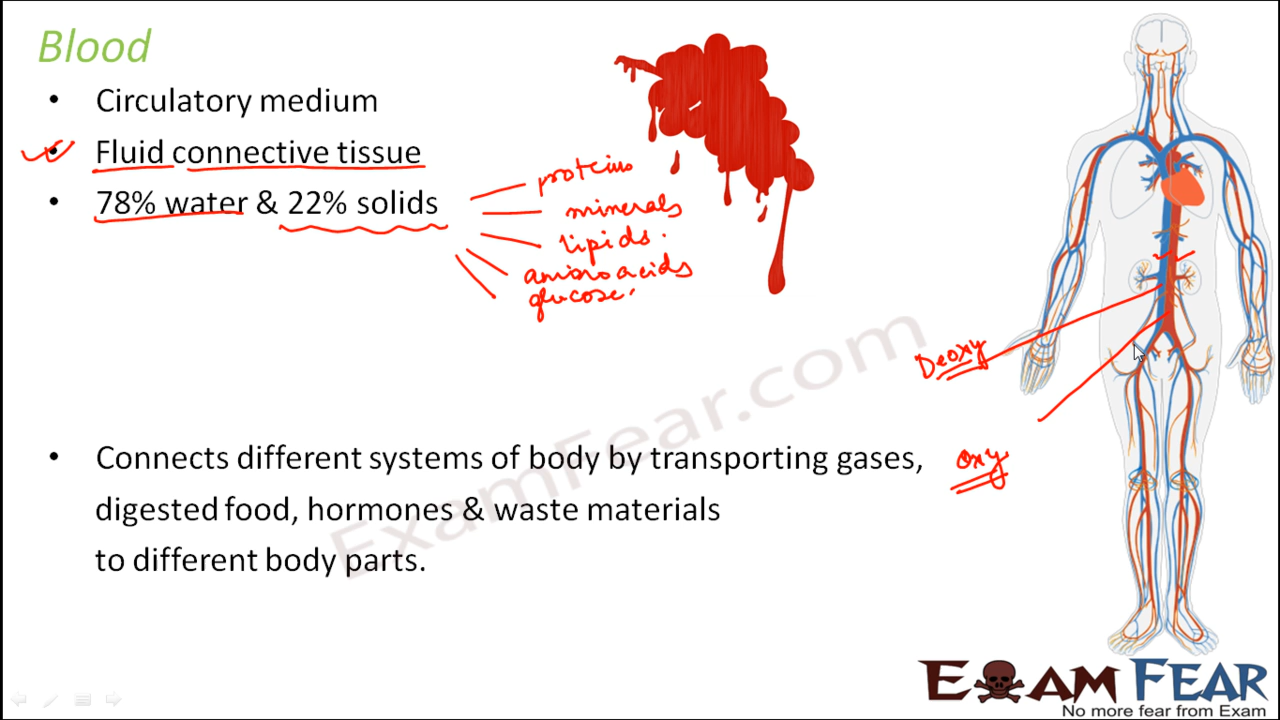 Blood
• Circulatory medium
• Fluid connective tissue
• 78% water & 22% solids
proteins
minerals
lipids.
amino acids
glucose.
Deoxy
• Connects different systems of body by transporting gases,
oxy
digested food, hormones & waste materials
to different body parts.
ExamFear.com
EXAM FEAR
No more fear from Exam